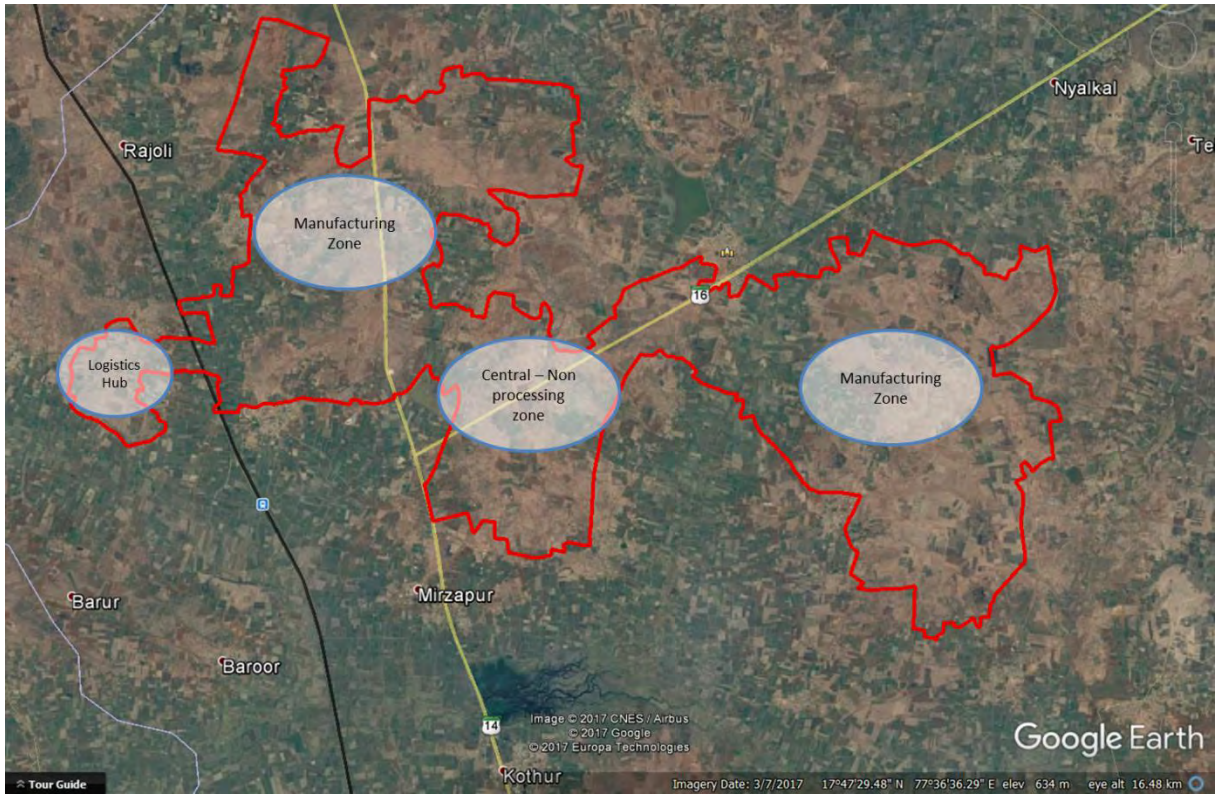 Nyalkal
Te
Rajoli
Manufacturing
Zone
16
Logistics
Hub
Central – Non
processing
zone
Manufacturing
Zone
Mirzapur
Barur
Baroor
14
Kothur
Image © 2017 CNES / Airbus
© 2017 Google
© 2017 Europa Technologies
Google Earth
Tour Guide
Imagery Date: 3/7/2017 17°47'29.48" N 77°36'36.29" E elev 634 m eye alt 16.48 km